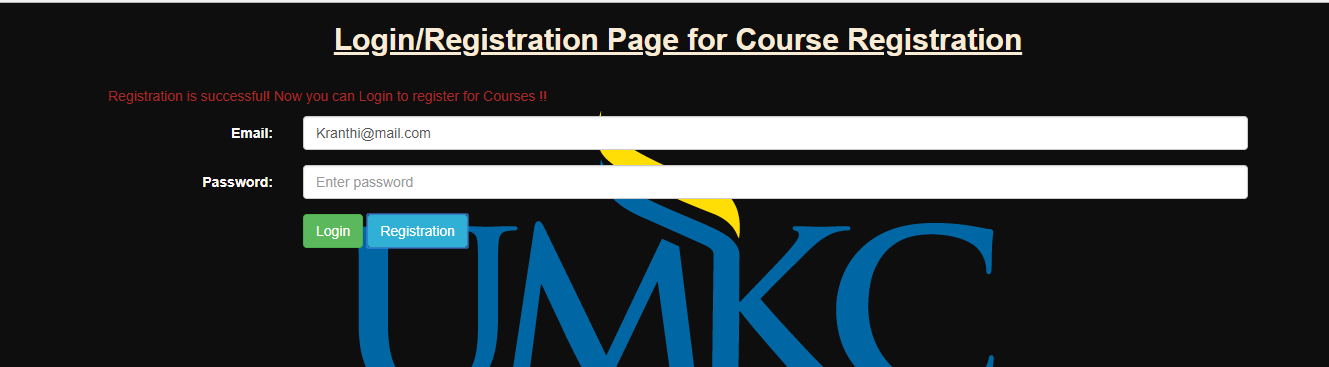 Login/Registration Page for Course Registration
Registration is successful! Now you can Login to register for Courses !!
Email: Kranthi@mail.com
Password: Enter password
Login Registration
UMKC